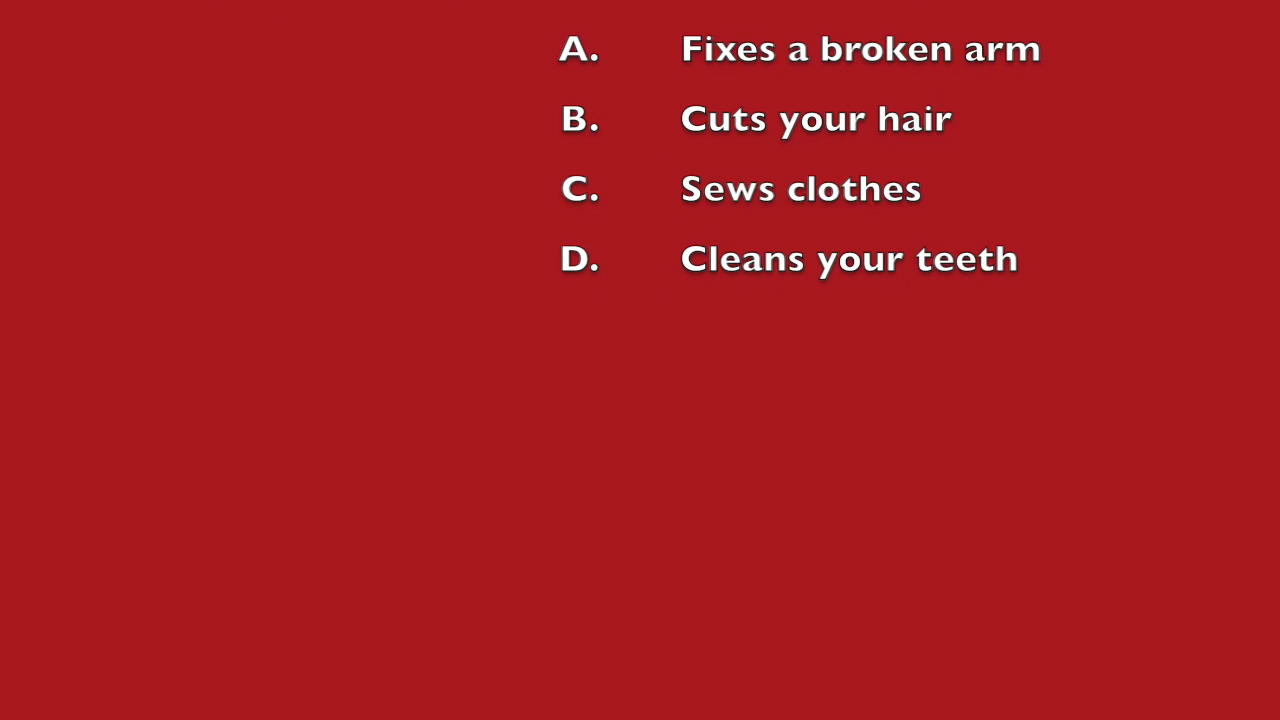 A. Fixes a broken arm
B. Cuts your hair
C. Sews clothes
D. Cleans your teeth